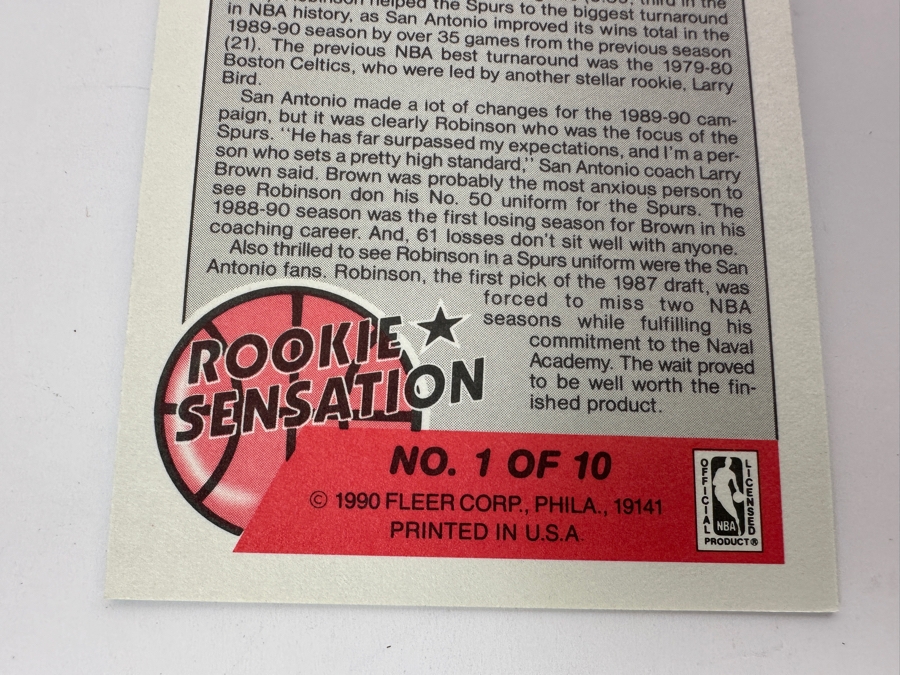 Robinson helped the Spurs to the biggest turnaround
in NBA history, as San Antonio improved its wins total in the
1989-90 season by over 35 games from the previous season
(21). The previous NBA best turnaround was the 1979-80
Boston Celtics, who were led by another stellar rookie, Larry
Bird.
San Antonio made a lot of changes for the 1989-90 cam-
paign, but it was clearly Robinson who was the focus of the
Spurs. "He has far surpassed my expectations, and I'm a per-
son who sets a pretty high standard," San Antonio coach Larry
Brown said. Brown was probably the most anxious person to
see Robinson don his No. 50 uniform for the Spurs. The
1988-90 season was the first losing season for Brown in his
coaching career. And, 61 losses don't sit well with anyone.
Also thrilled to see Robinson in a Spurs uniform were the San
Antonio fans. Robinson, the first pick of the 1987 draft, was
forced to miss two NBA
seasons while fulfilling his
commitment to the Naval
Academy. The wait proved
to be well worth the fin-
ished product.
ROOKIE
SENSATION
NO. 1 OF 10
© 1990 FLEER CORP., PHILA., 19141
PRINTED IN U.S.A
OFFICIAL
LICENSED
NBA
PRODUCT®